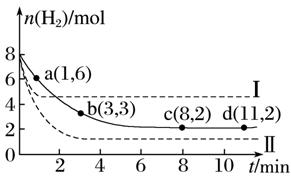 n(H₂)/mol
8
6
4
2
0
a(1,6)
b(3,3)
c(8,2)
d(11,2)
I
II
2
4
6
8
10
t/min